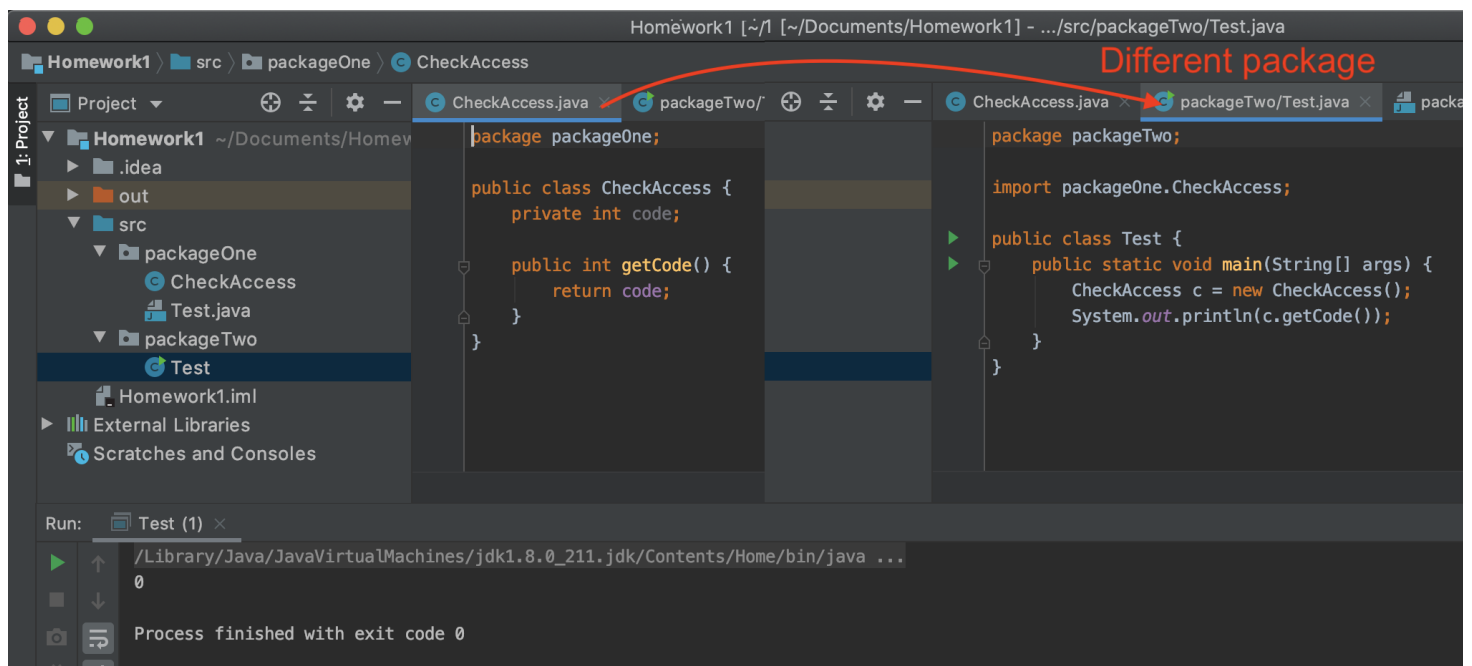 Homework1 [~/1 [~/Documents/Homework1] - .../src/packageTwo/Test.java
Homework1 src packageOne CheckAccess
Different package
1: Project
Project
CheckAccess.java
packageTwo/
CheckAccess.java
packageTwo/Test.java
packa
Homework1 ~/Documents/Homew
.idea
out
src
packageOne
CheckAccess
Test.java
packageTwo
Test
Homework1.iml
External Libraries
Scratches and Consoles
package packageOne;
public class CheckAccess {
private int code;
public int getCode() {
return code;
}
}
package packageTwo;
import packageOne.CheckAccess;
public class Test {
public static void main(String[] args) {
CheckAccess c = new CheckAccess();
System.out.println(c.getCode());
}
}
Run: Test (1)
/Library/Java/JavaVirtualMachines/jdk1.8.0_211.jdk/Contents/Home/bin/java ...
0
Process finished with exit code 0